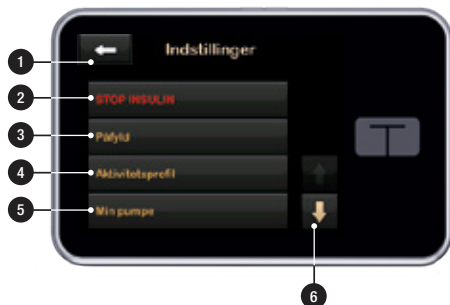 Indstillinger
1
2
STOP INSULIN
3
Påfyld
4
Aktivitetsprofil
5
Min pumpe
6